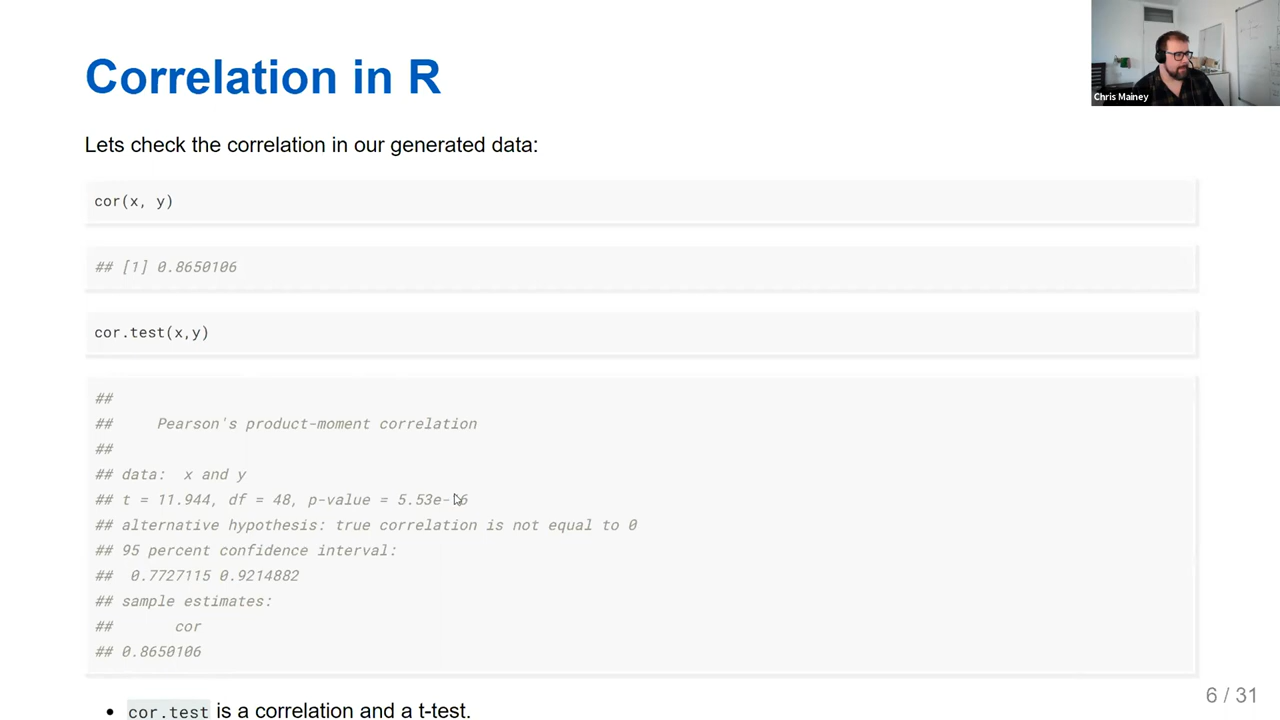 Correlation in R
Chris Mainey
Lets check the correlation in our generated data:
cor(x, y)
## [1] 0.8650106
cor.test(x,y)
##
## Pearson's product-moment correlation
##
## data: x and y
## t = 11.944, df = 48, p-value =
## alternative hypothesis: true correlation is not equal to 0
## 95 percent confidence interval:
## 0.7727115 0.9214882
## sample estimates:
## cor
## 0.8650106
• cor.test is a correlation and a t-test.
6 / 31